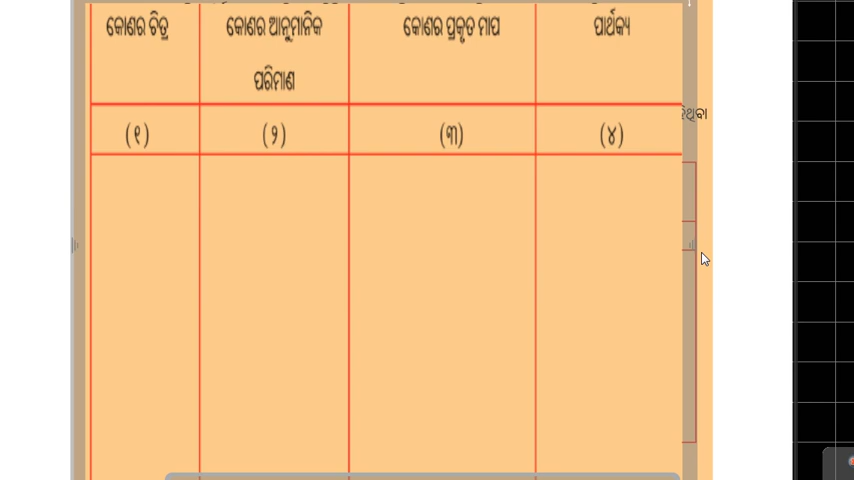 କୋଣର ଚିତ୍ର କୋଣର ଆନୁମାନିକ କୋଣର ପ୍ରକୃତ ମାପ ପାର୍ଥକ୍ୟ
ପରିମାଣ
(୧) (୨) (୩) (୪)